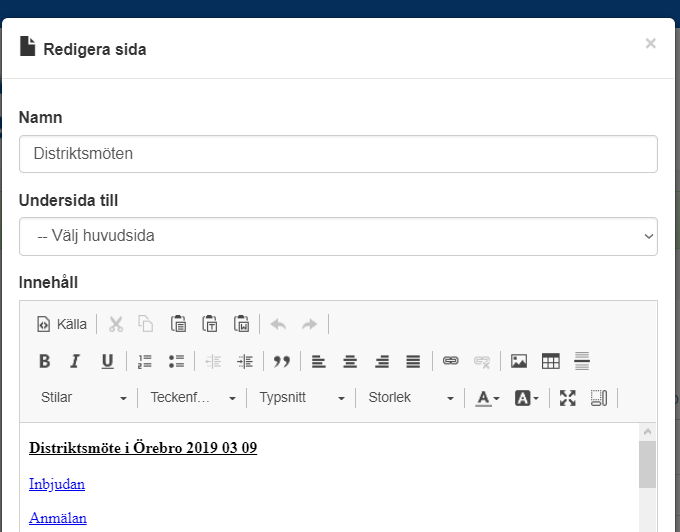 Redigera sida
×
Namn
Distriktsmöten
Undersida till
-- Välj huvudsida
Innehåll
Källa
B I U
Stilar Teckenf… Typsnitt Storlek A A
Distriktsmöte i Örebro 2019 03 09
Inbjudan
Anmälan